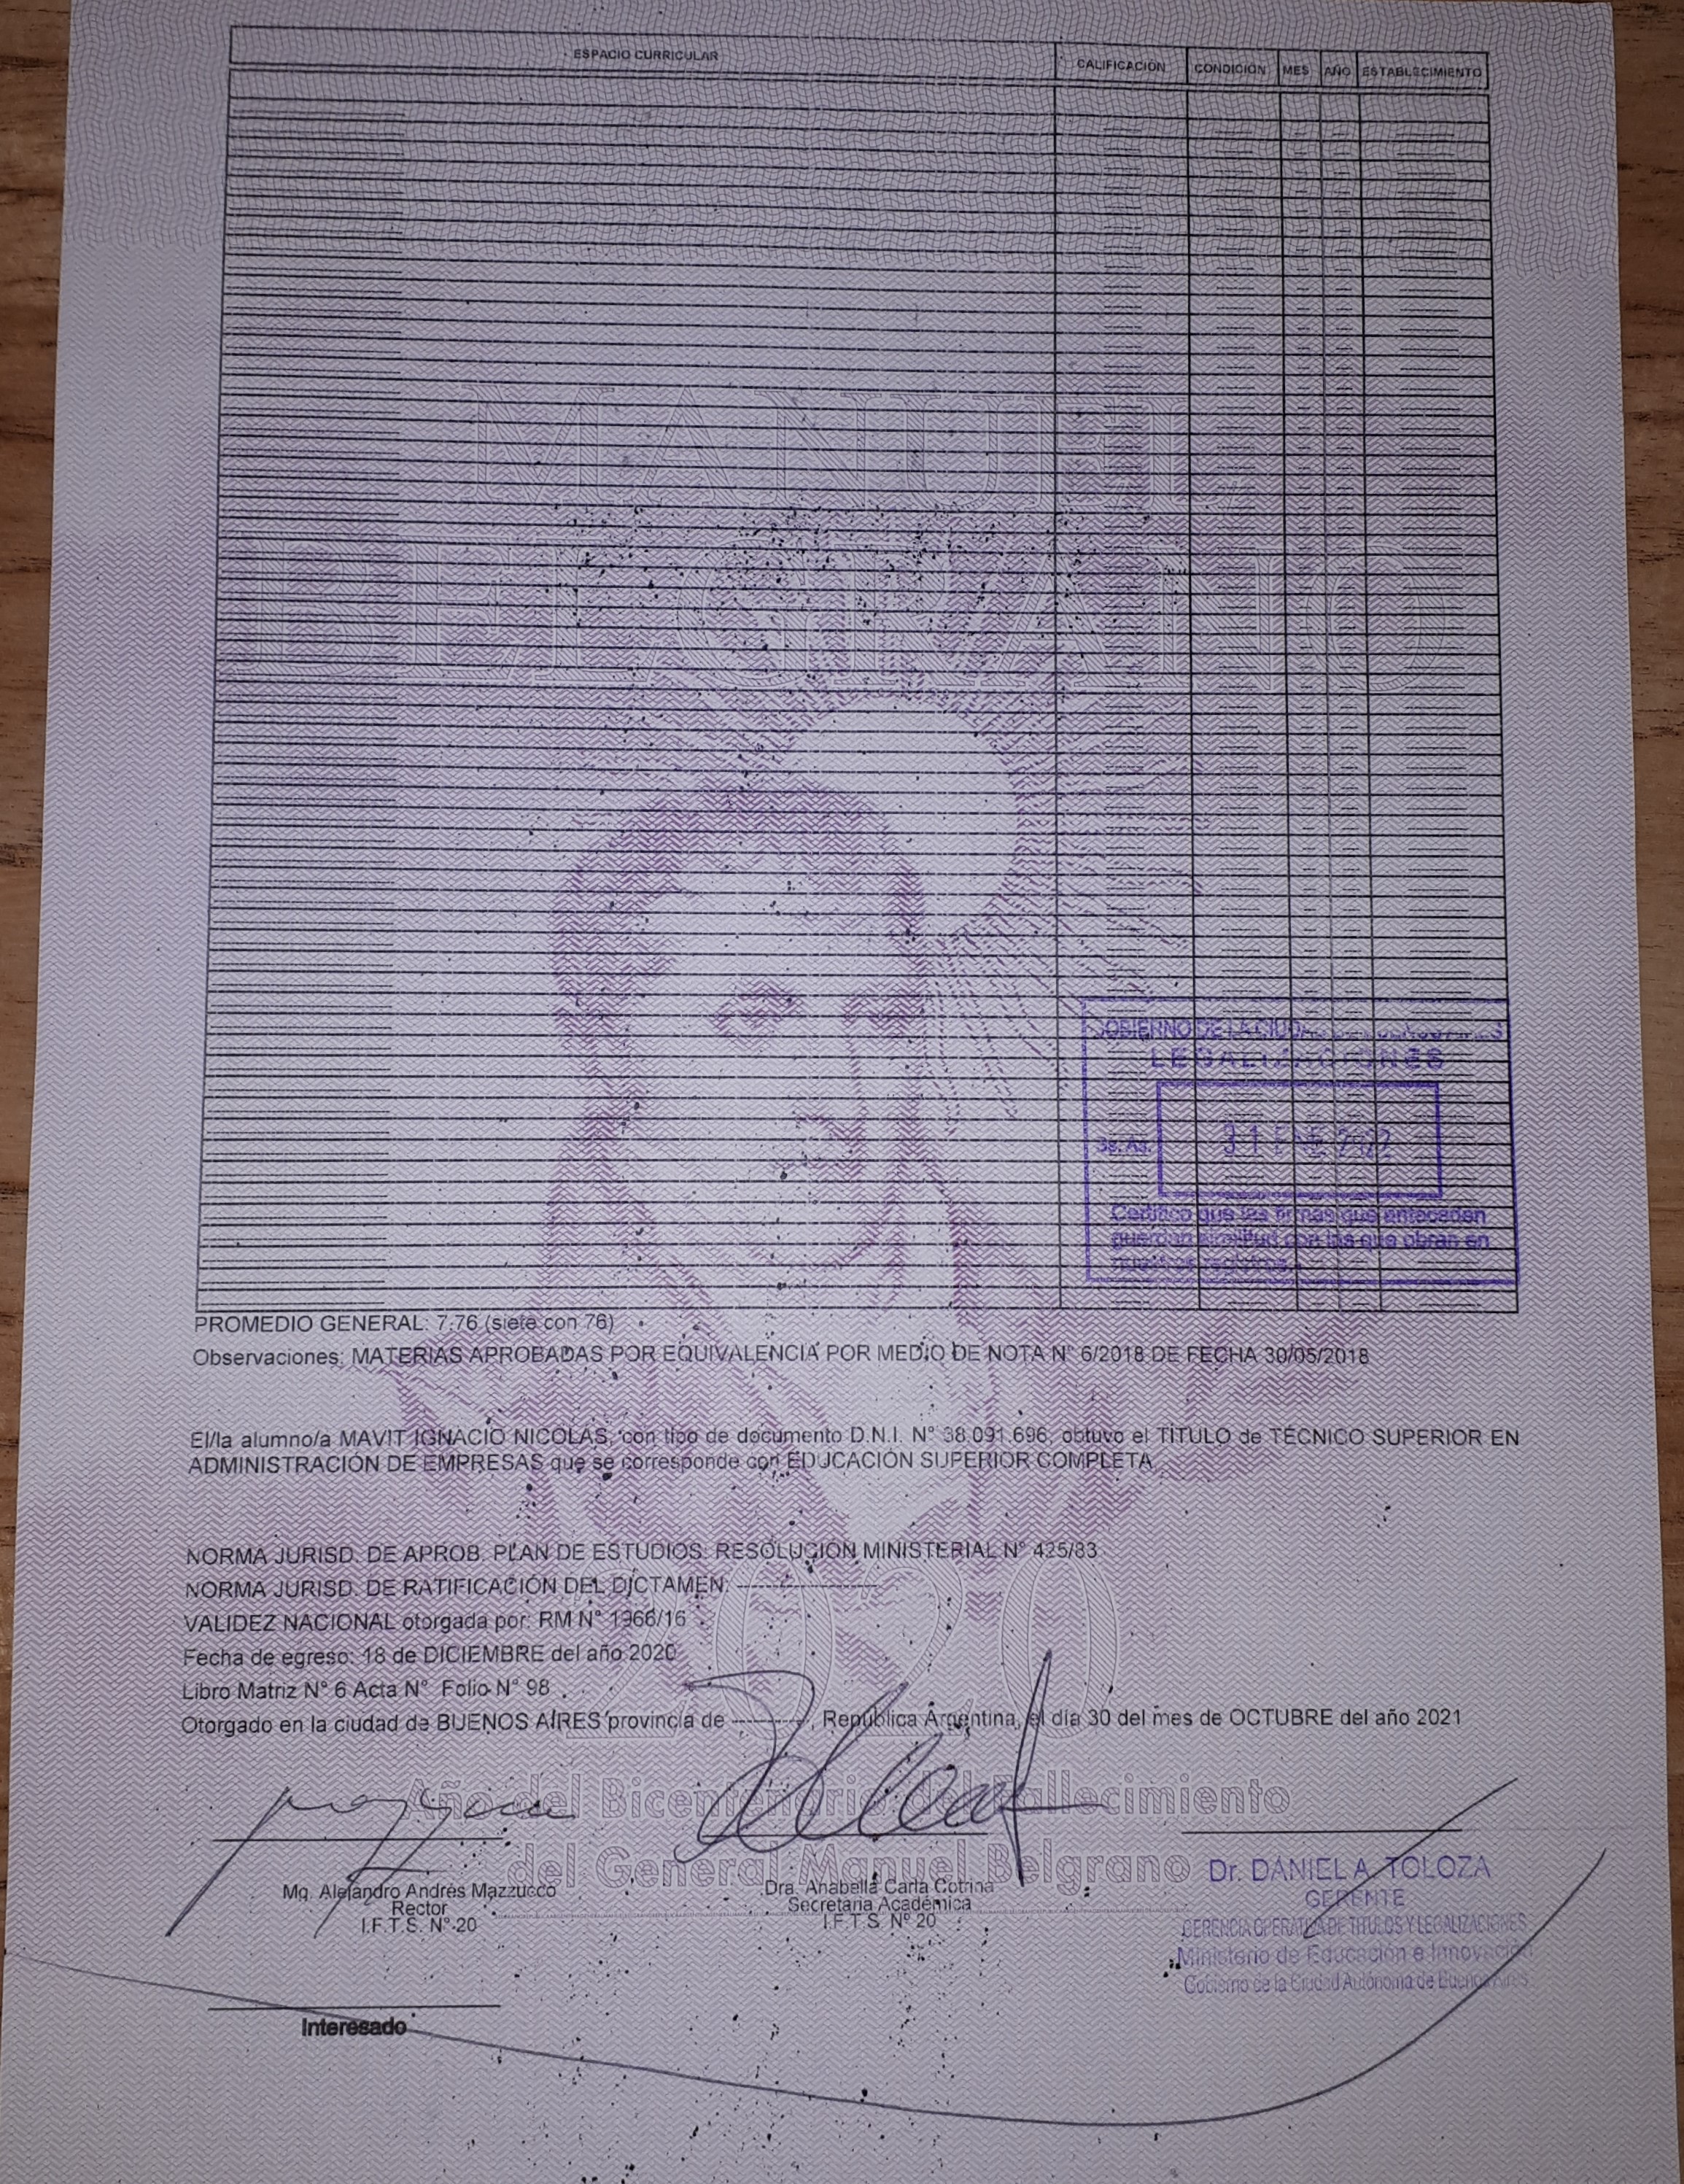 ESPACIO CURRICULAR CALIFICACIÓN CONDICIÓN MES AÑO ESTABLECIMIENTO
MANUEL
BELGRANO
GOBIERNO DE LA CIUDAD DE BUENOS AIRES
LEGALIZACIONES
Bs. As. 31 ENE 2022
Certifico que las firmas que anteceden
guardan similitud con las que obran en
nuestros registros.
PROMEDIO GENERAL: 7.76 (siete con 76)
Observaciones: MATERIAS APROBADAS POR EQUIVALENCIA POR MEDIO DE NOTA N° 6/2018 DE FECHA 30/05/2018
El/la alumno/a MAVIT IGNACIO NICOLAS, con tipo de documento D.N.I. N° 38.091.696, obtuvo el TÍTULO de TÉCNICO SUPERIOR EN
ADMINISTRACIÓN DE EMPRESAS que se corresponde con EDUCACIÓN SUPERIOR COMPLETA
NORMA JURISD. DE APROB. PLAN DE ESTUDIOS: RESOLUCIÓN MINISTERIAL N° 425/83
NORMA JURISD. DE RATIFICACIÓN DEL DICTAMEN: --------------------
VALIDEZ NACIONAL otorgada por: RM N° 1966/16
Fecha de egreso: 18 de DICIEMBRE del año 2020
2020
Libro Matriz N° 6 Acta N° Folio N° 98
Otorgado en la ciudad de BUENOS AIRES provincia de ----------, República Argentina, el día 30 del mes de OCTUBRE del año 2021
Año del Bicentenario del Fallecimiento
del General Manuel Belgrano
Mg. Alejandro Andrés Mazzucco
Rector
I.F.T.S. N° 20
Dra. Anabella Carla Cotrina
Secretaria Académica
I.F.T.S. N° 20
Dr. DANIEL A. TOLOZA
GERENTE
GERENCIA OPERATIVA DE TITULOS Y LEGALIZACIONES
Ministerio de Educación e Innovación
Gobierno de la Ciudad Autónoma de Buenos Aires
Interesado